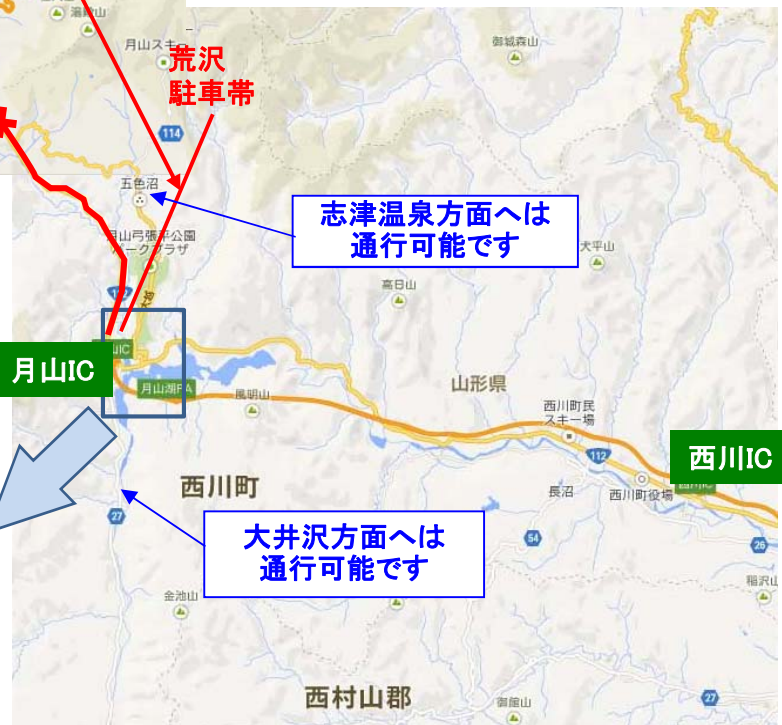 月山スキ
御城森山
荒沢
駐車帯
114
五色沼
志津温泉方面へは
通行可能です
月山弓張平公園
パークプラザ
犬平山
高日山
月山IC
月山湖PA
風明山
山形県
西川町民
スキー場
112
西川IC
西川町
長沼
西川町役場
27
大井沢方面へは
通行可能です
54
26
金池山
稲沢山
西村山郡
御舘山
27